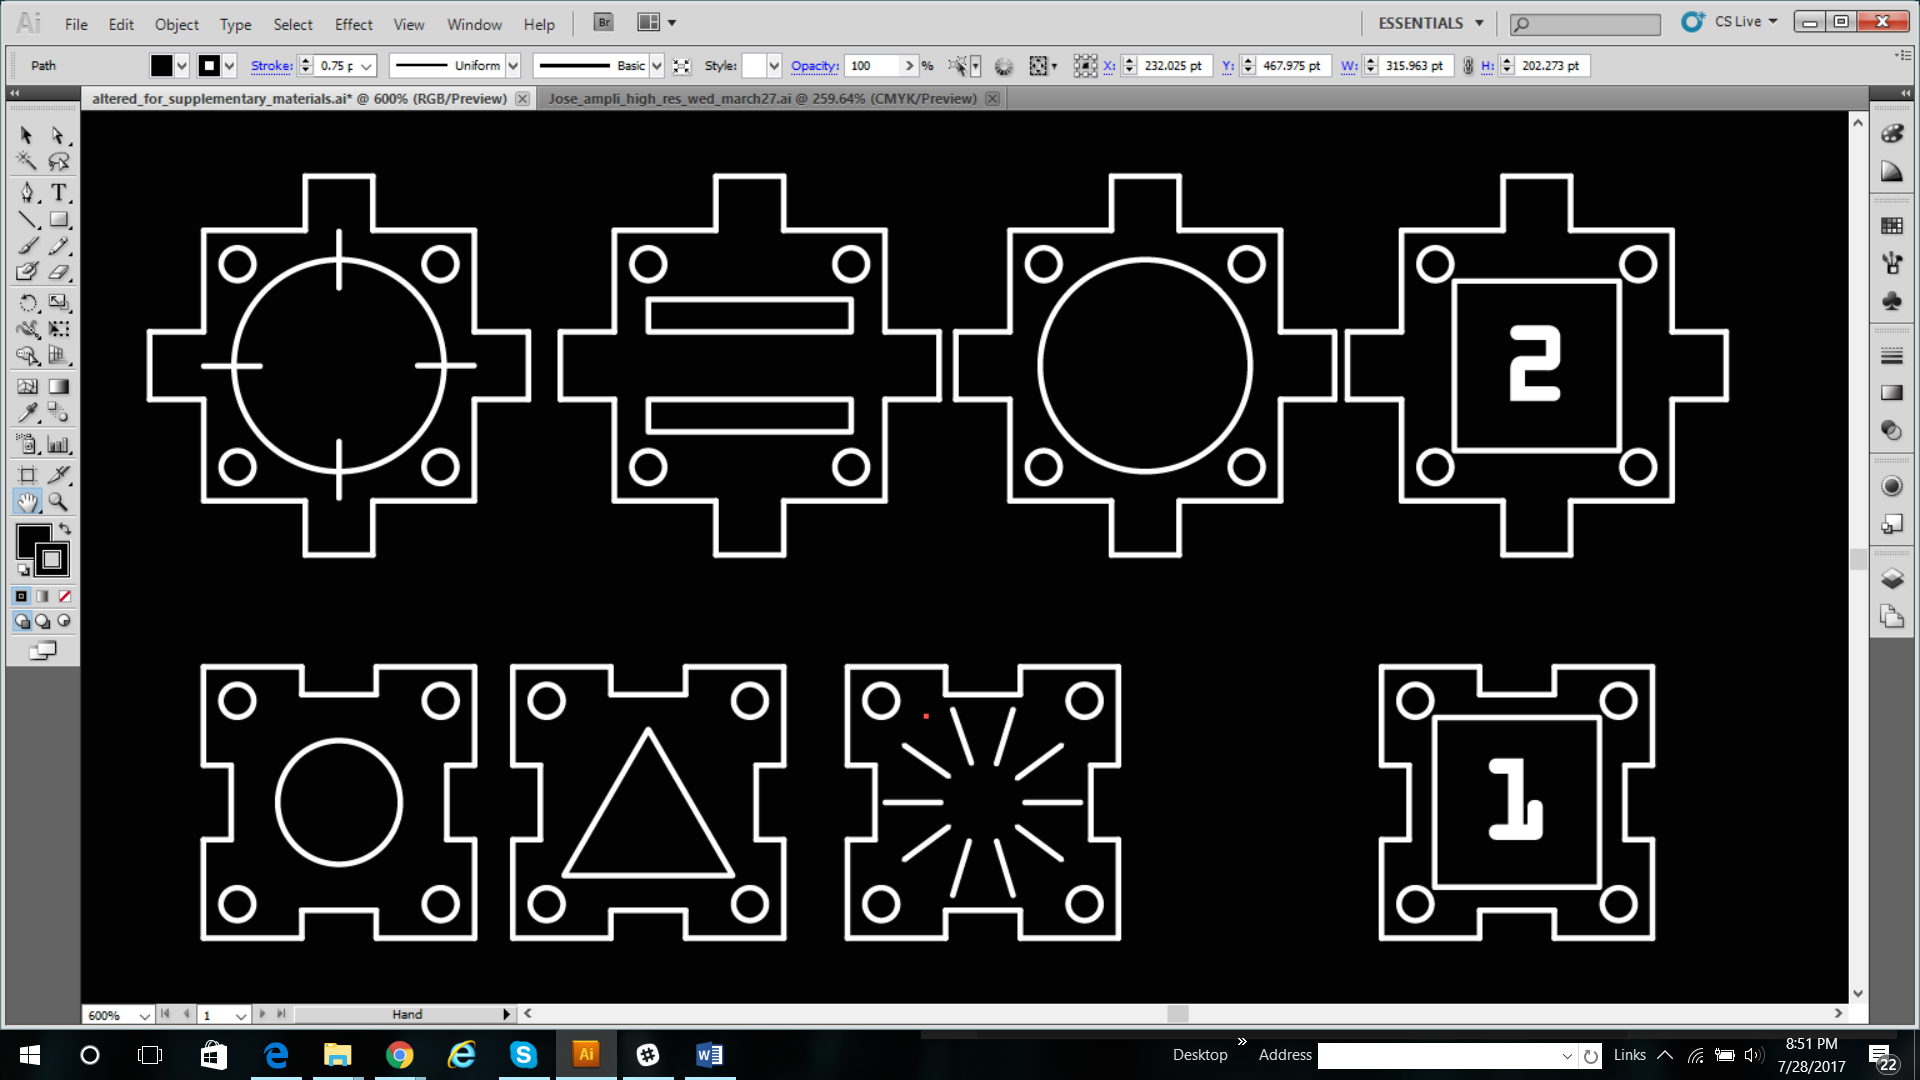 Ai File Edit Object Type Select Effect View Window Help Br ESSENTIALS CS Live
Path Stroke: 0.75 p Uniform Basic Style: Opacity: 100 % X: 232.025 pt Y: 467.975 pt W: 315.963 pt H: 202.273 pt
altered_for_supplementary_materials.ai* @ 600% (RGB/Preview) Jose_ampli_high_res_wed_march27.ai @ 259.64% (CMYK/Preview)
T
2
1
600% 1 Hand
Desktop » Address Links 8:51 PM
7/28/2017
22
Ai